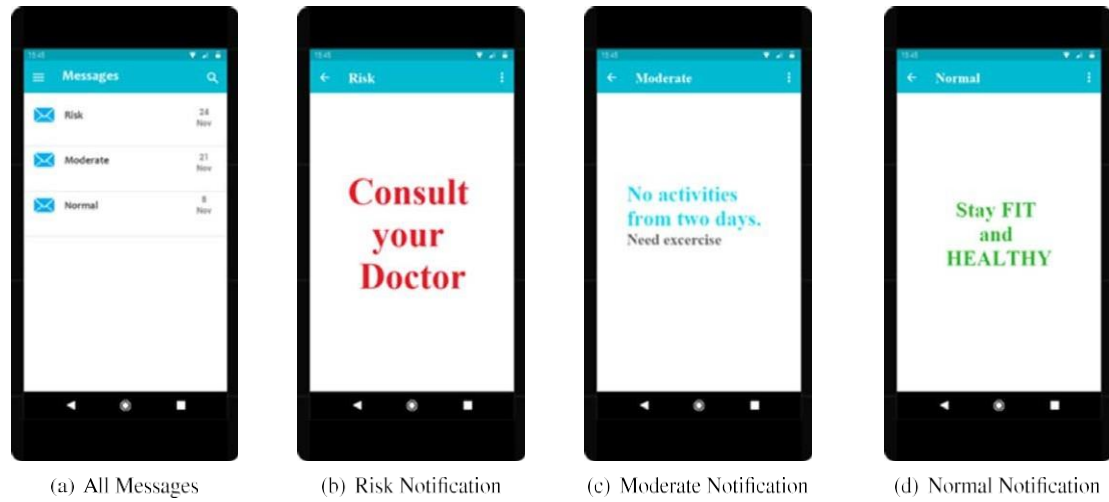 15:45
Messages
Risk
24
Nov
Moderate
21
Nov
Normal
8
Nov
(a) All Messages
15:45
Risk
Consult
your
Doctor
(b) Risk Notification
15:45
Moderate
No activities
from two days.
Need excercise
(c) Moderate Notification
15:45
Normal
Stay FIT
and
HEALTHY
(d) Normal Notification